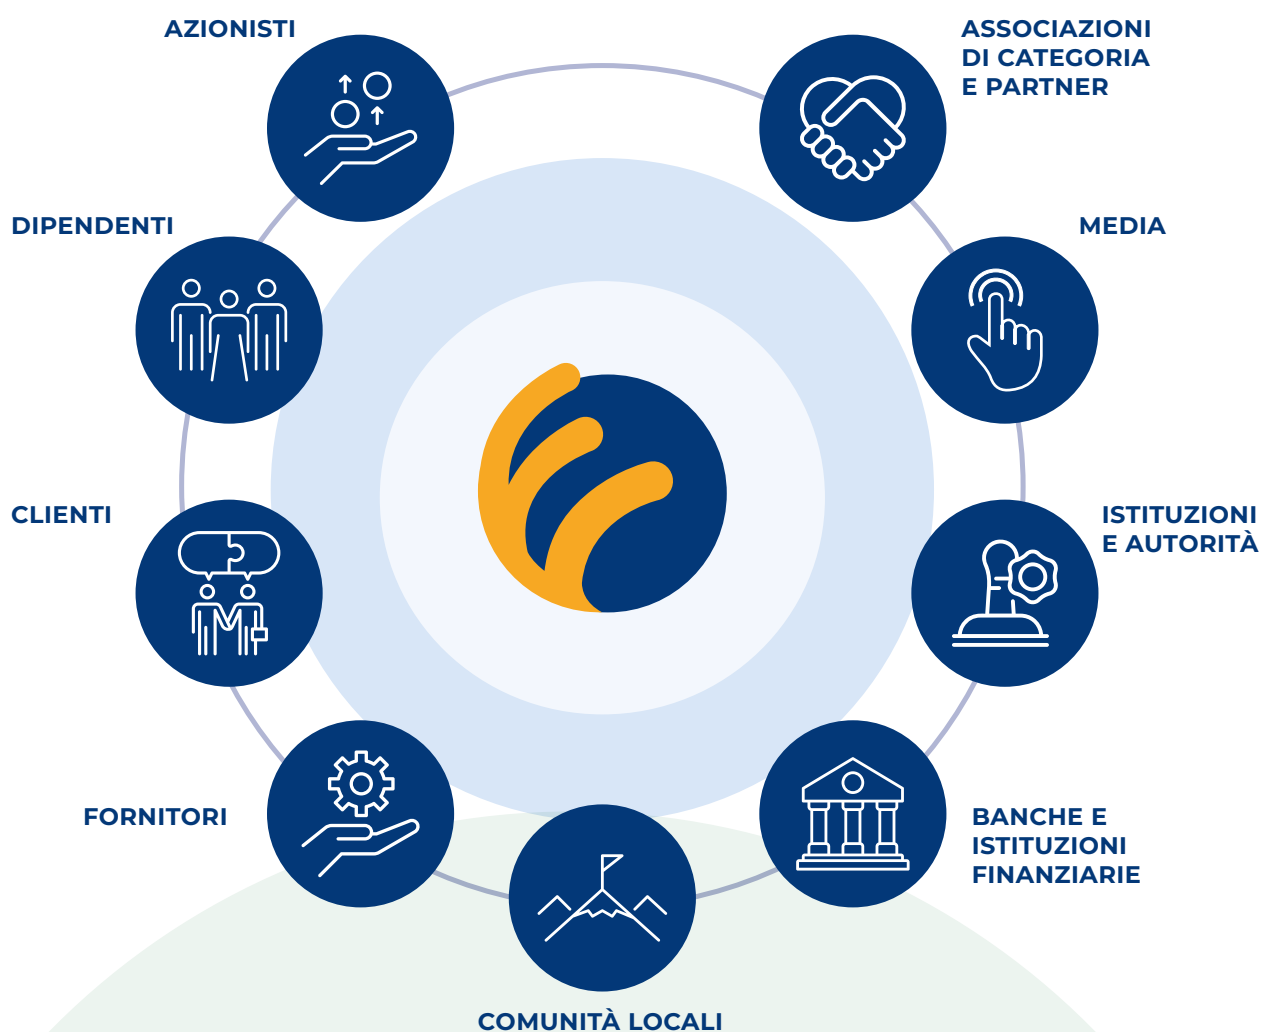 AZIONISTI
ASSOCIAZIONI
DI CATEGORIA
E PARTNER
DIPENDENTI
MEDIA
CLIENTI
ISTITUZIONI
E AUTORITÀ
FORNITORI
BANCHE E
ISTITUZIONI
FINANZIARIE
COMUNITÀ LOCALI